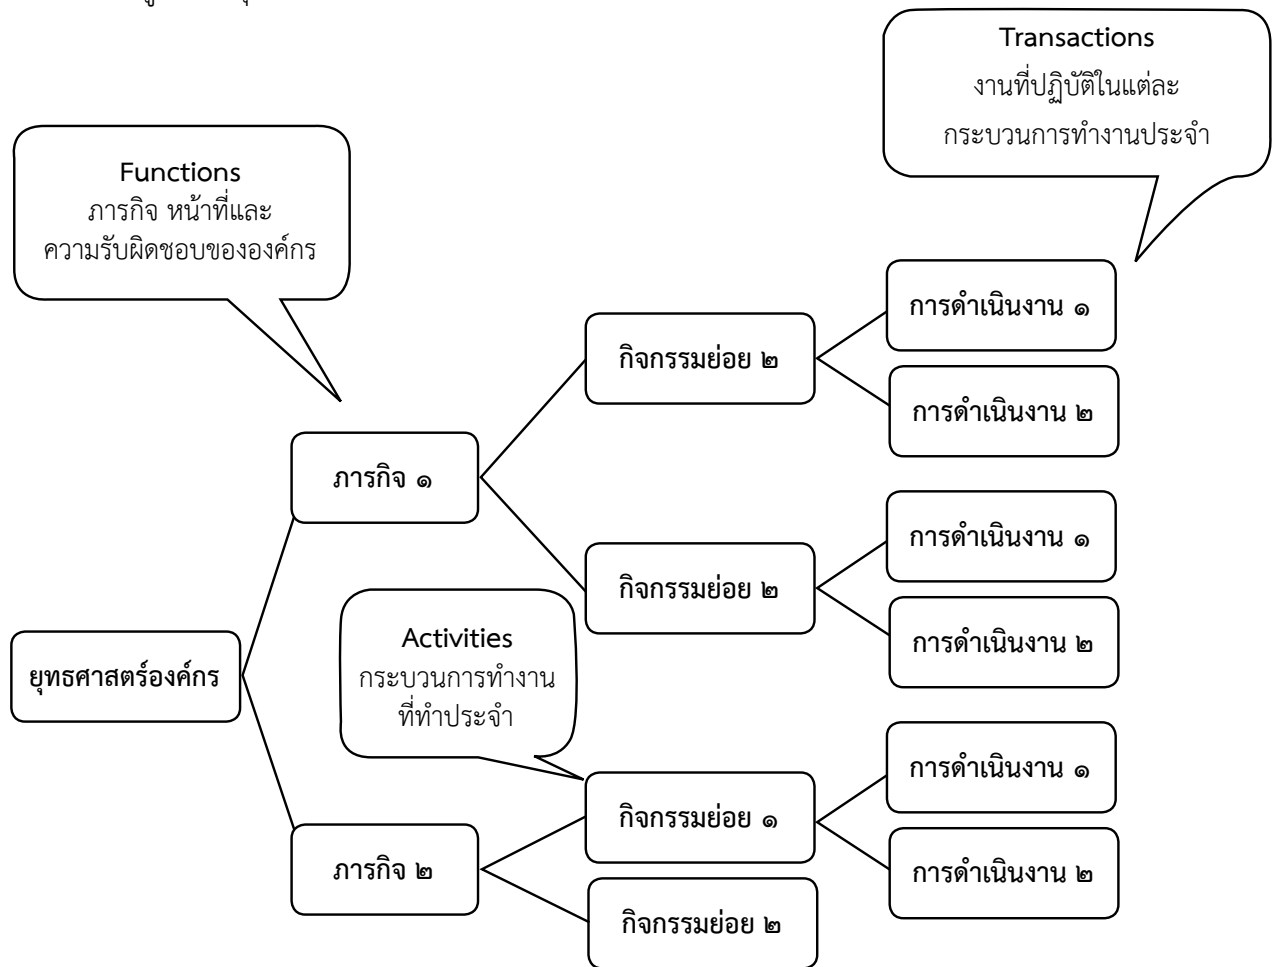 Transactions
งานที่ปฏิบัติในแต่ละ
กระบวนการทำงานประจำ
Functions
ภารกิจ หน้าที่และ
ความรับผิดชอบขององค์กร
การดำเนินงาน ๑
กิจกรรมย่อย ๒
การดำเนินงาน ๒
ภารกิจ ๑
การดำเนินงาน ๑
กิจกรรมย่อย ๒
การดำเนินงาน ๒
Activities
กระบวนการทำงาน
ที่ทำประจำ
ยุทธศาสตร์องค์กร
การดำเนินงาน ๑
กิจกรรมย่อย ๑
การดำเนินงาน ๒
ภารกิจ ๒
กิจกรรมย่อย ๒